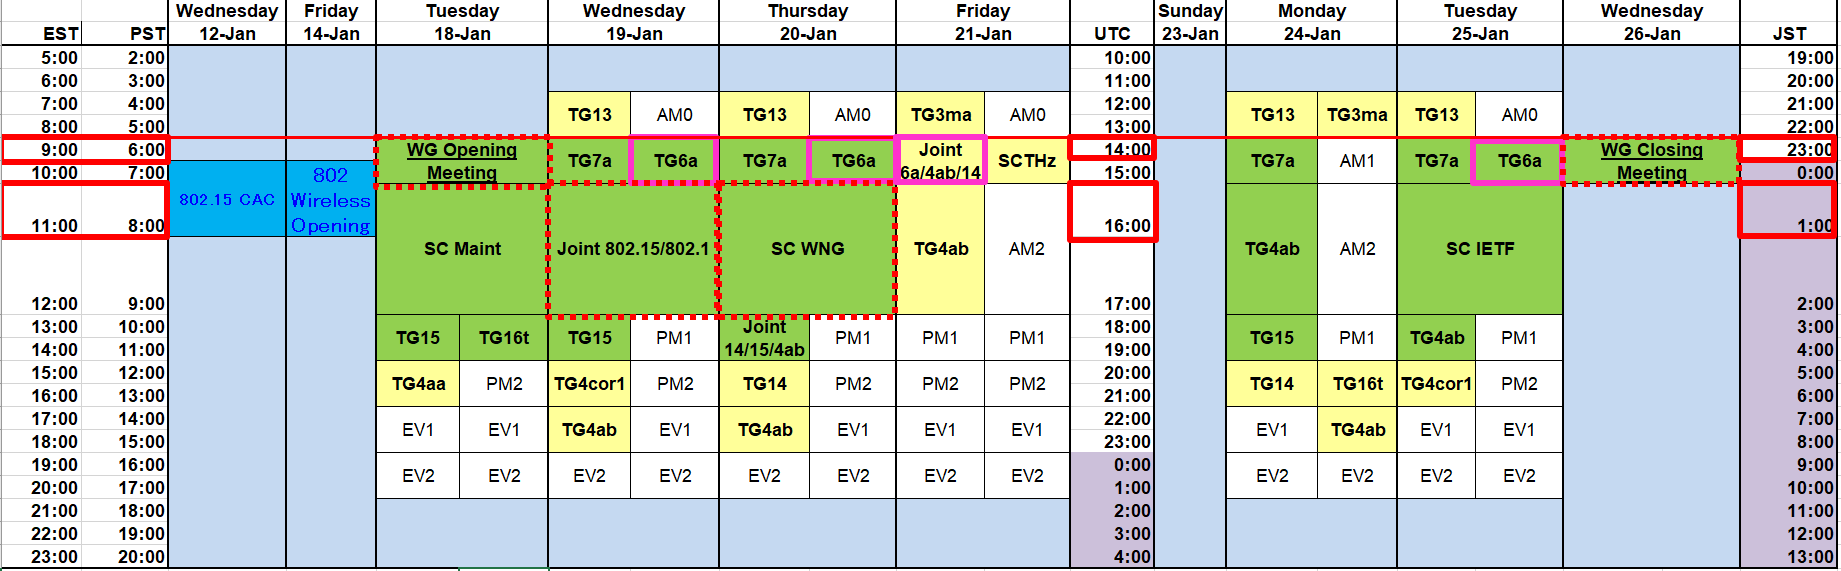 Wednesday Friday Tuesday Wednesday Thursday Friday Sunday Monday Tuesday Wednesday
EST PST 12-Jan 14-Jan 18-Jan 19-Jan 20-Jan 21-Jan UTC 23-Jan 24-Jan 25-Jan 26-Jan JST
5:00 2:00 10:00 19:00
6:00 3:00 11:00 20:00
7:00 4:00 12:00 21:00
TG13 AM0 TG13 AM0 TG3ma AM0 TG13 TG3ma TG13 AM0
8:00 5:00 13:00 22:00
9:00 6:00 WG Opening Joint 14:00 WG Closing 23:00
TG7a TG6a TG7a TG6a SCTHz TG7a AM1 TG7a TG6a
10:00 7:00 Meeting 6a/4ab/14 15:00 Meeting 0:00
802
802.15 CAC Wireless
11:00 8:00 Opening 16:00 1:00
SC Maint Joint 802.15/802.1 SC WNG TG4ab AM2 TG4ab AM2 SC IETF
12:00 9:00 17:00 2:00
13:00 10:00 Joint 18:00 3:00
TG15 TG16t TG15 PM1 PM1 PM1 PM1 TG15 PM1 TG4ab PM1
14:00 11:00 14/15/4ab 19:00 4:00
15:00 12:00 20:00 5:00
TG4aa PM2 TG4cor1 PM2 TG14 PM2 PM2 PM2 TG14 TG16t TG4cor1 PM2
16:00 13:00 21:00 6:00
17:00 14:00 22:00 7:00
EV1 EV1 TG4ab EV1 TG4ab EV1 EV1 EV1 EV1 TG4ab EV1 EV1
18:00 15:00 23:00 8:00
19:00 16:00 0:00 9:00
EV2 EV2 EV2 EV2 EV2 EV2 EV2 EV2 EV2 EV2 EV2 EV2
20:00 17:00 1:00 10:00
21:00 18:00 2:00 11:00
22:00 19:00 3:00 12:00
23:00 20:00 4:00 13:00